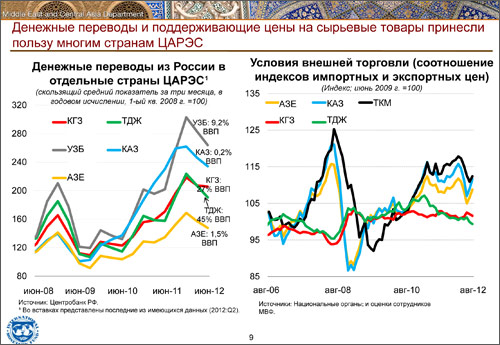 Middle East and Central Asia Department
Денежные переводы и поддерживающие цены на сырьевые товары принесли
пользу многим странам ЦАРЭС
Денежные переводы из России в
отдельные страны ЦАРЭС¹
(скользящий средний показатель за три месяца, в
годовом исчислении, 1-ый кв. 2008 г. =100)
320
280
240
200
160
120
80
КГЗ
ТДЖ
УЗБ
КАЗ
АЗЕ
УЗБ: 9,2%
ВВП
КАЗ: 0,2%
ВВП
КГЗ:
27% ВВП
ТДЖ:
45% ВВП
АЗЕ: 1,5%
ВВП
июн-08
июн-09
июн-10
июн-11
июн-12
Источник: Центробанк РФ.
¹ Во вставках представлены последние из имеющихся данных (2012:Q2).
Условия внешней торговли (соотношение
индексов импортных и экспортных цен)
(Индекс; июнь 2009 г. =100)
АЗЕ
КАЗ
ТКМ
КГЗ
ТДЖ
135
125
115
105
95
85
авг-06
авг-08
авг-10
авг-12
Источники: Национальные органы; и оценки сотрудников
МВФ.
INTERNATIONAL
MONETARY FUND
9